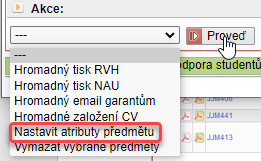 Akce:
---
Proveď
---
Hromadný tisk RVH
Hromadný tisk NAU
Hromadný email garantům
Hromadné založení CV
Nastavit atributy předmětu
Vymazat vybrané předměty
dpora studentů
JJM406
JJM441
JJM413